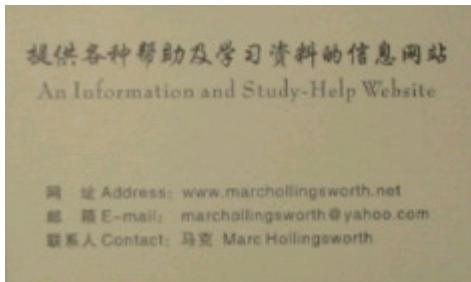 提供各种帮助及学习资料的信息网站
An Information and Study-Help Website
网 址 Address: www.marchollingsworth.net
邮 箱 E-mail: marchollingsworth@yahoo.com
联系人 Contact: 马克 Marc Hollingsworth